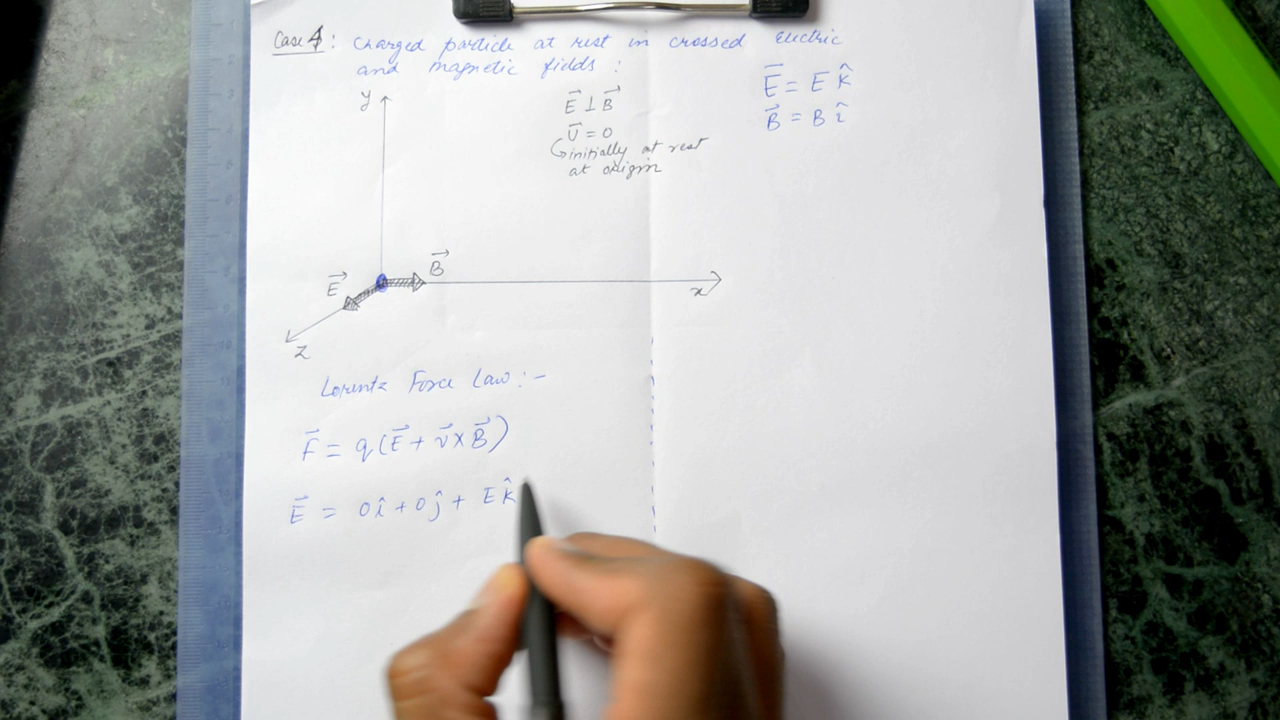 Case 4: Charged particle at rest in crossed Electric
and magnetic fields:
y
E⃗ ⊥ B⃗
U⃗ = 0
initially at rest
at origin
E⃗ = E k̂
B⃗ = B î
E⃗
B⃗
x
z
Lorentz Force Law :-
F⃗ = q(E⃗ + v⃗ × B⃗)
E⃗ = 0î + 0ĵ + E k̂